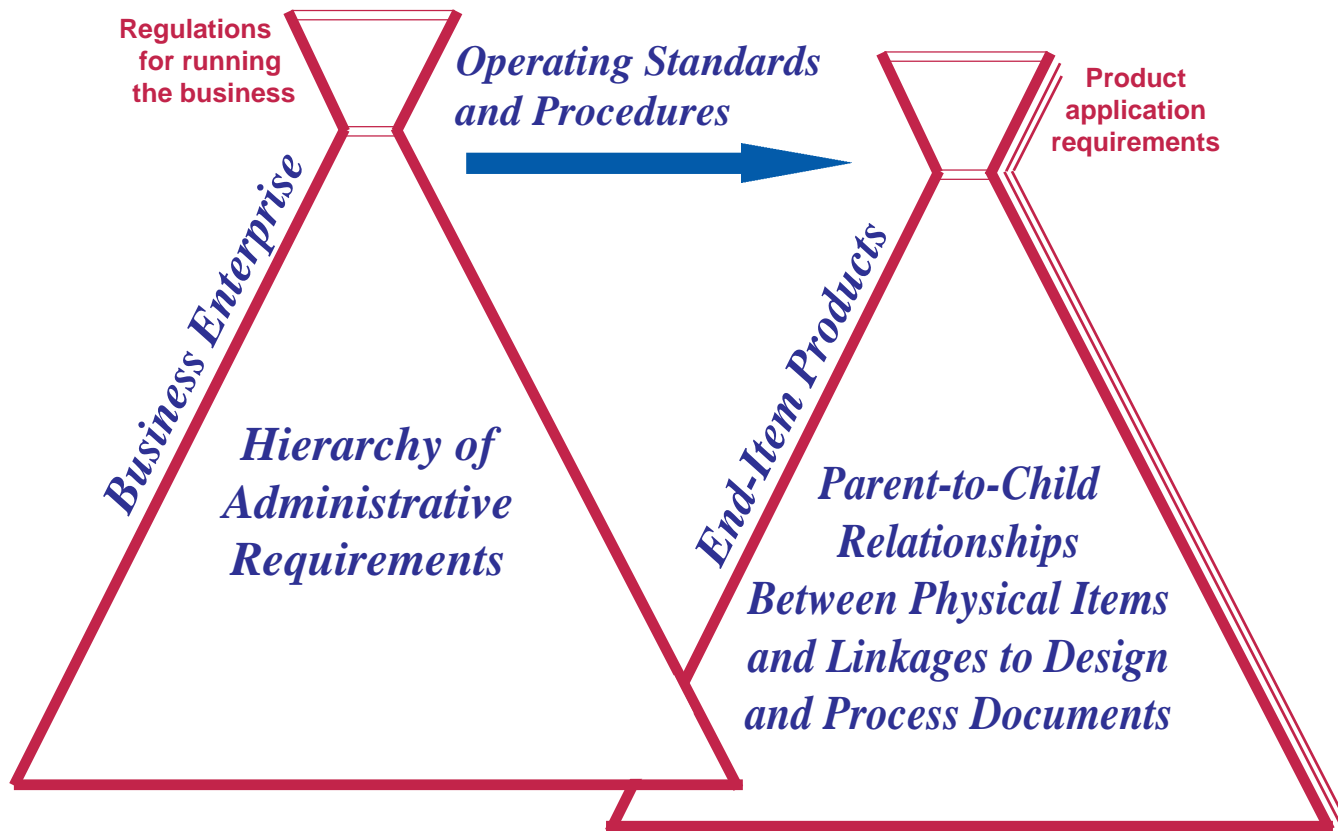 Regulations
for running
the business
Operating Standards
and Procedures
Product
application
requirements
Business Enterprise
Hierarchy of
Administrative
Requirements
End-Item Products
Parent-to-Child
Relationships
Between Physical Items
and Linkages to Design
and Process Documents